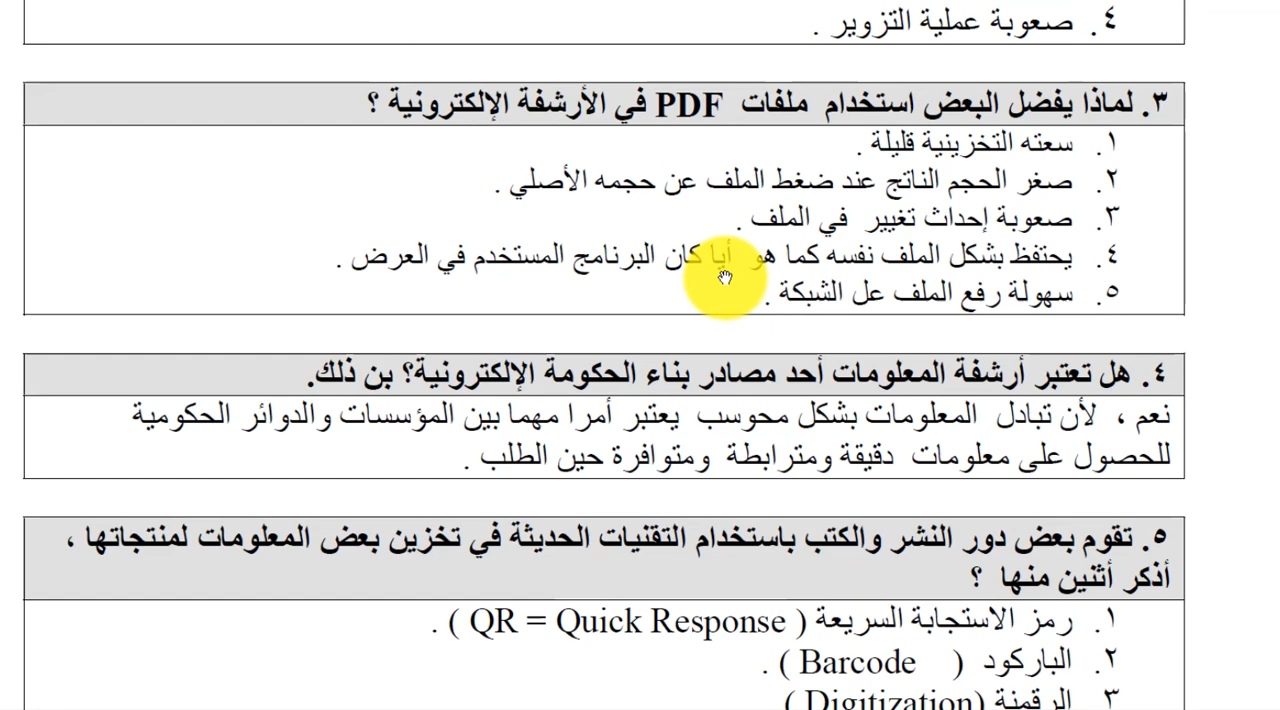 ٤. صعوبة عملية التزوير .
٣. لماذا يفضل البعض استخدام ملفات PDF في الأرشفة الإلكترونية ؟
١. سعته التخزينية قليلة .
٢. صغر الحجم الناتج عند ضغط الملف عن حجمه الأصلي .
٣. صعوبة إحداث تغيير في الملف .
٤. يحتفظ بشكل الملف نفسه كما هو أيا كان البرنامج المستخدم في العرض .
٥. سهولة رفع الملف عل الشبكة .
٤. هل تعتبر أرشفة المعلومات أحد مصادر بناء الحكومة الإلكترونية؟ بن ذلك.
نعم ، لأن تبادل المعلومات بشكل محوسب يعتبر أمرا مهما بين المؤسسات والدوائر الحكومية
للحصول على معلومات دقيقة ومترابطة ومتوافرة حين الطلب .
٥. تقوم بعض دور النشر والكتب باستخدام التقنيات الحديثة في تخزين بعض المعلومات لمنتجاتها ،
أذكر أثنين منها ؟
١. رمز الاستجابة السريعة ( QR = Quick Response ) .
٢. الباركود ( Barcode ) .
٣. الرقمنة (Digitization)